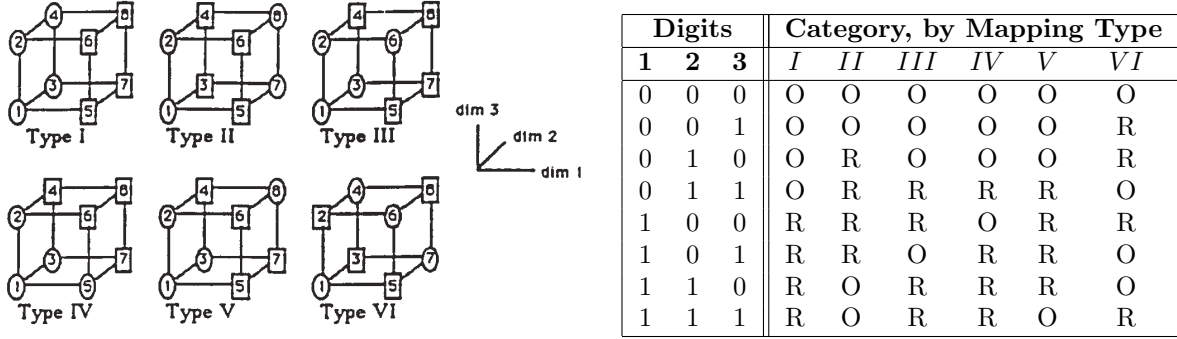 4 8 4 8 4 8
2 6 2 6 2 6
3 7 3 7 3 7
1 5 1 5 1 5
Type I Type II Type III
dim 3
dim 2
dim 1
4 8 4 8 4 8
2 6 2 6 2 6
3 7 3 7 3 7
1 5 1 5 1 5
Type IV Type V Type VI
Digits Category, by Mapping Type
1 2 3 I II III IV V VI
0 0 0 O O O O O O
0 0 1 O O O O O R
0 1 0 O R O O O R
0 1 1 O R R R R O
1 0 0 R R R O R R
1 0 1 R R O R R O
1 1 0 R O R R R O
1 1 1 R O R R O R